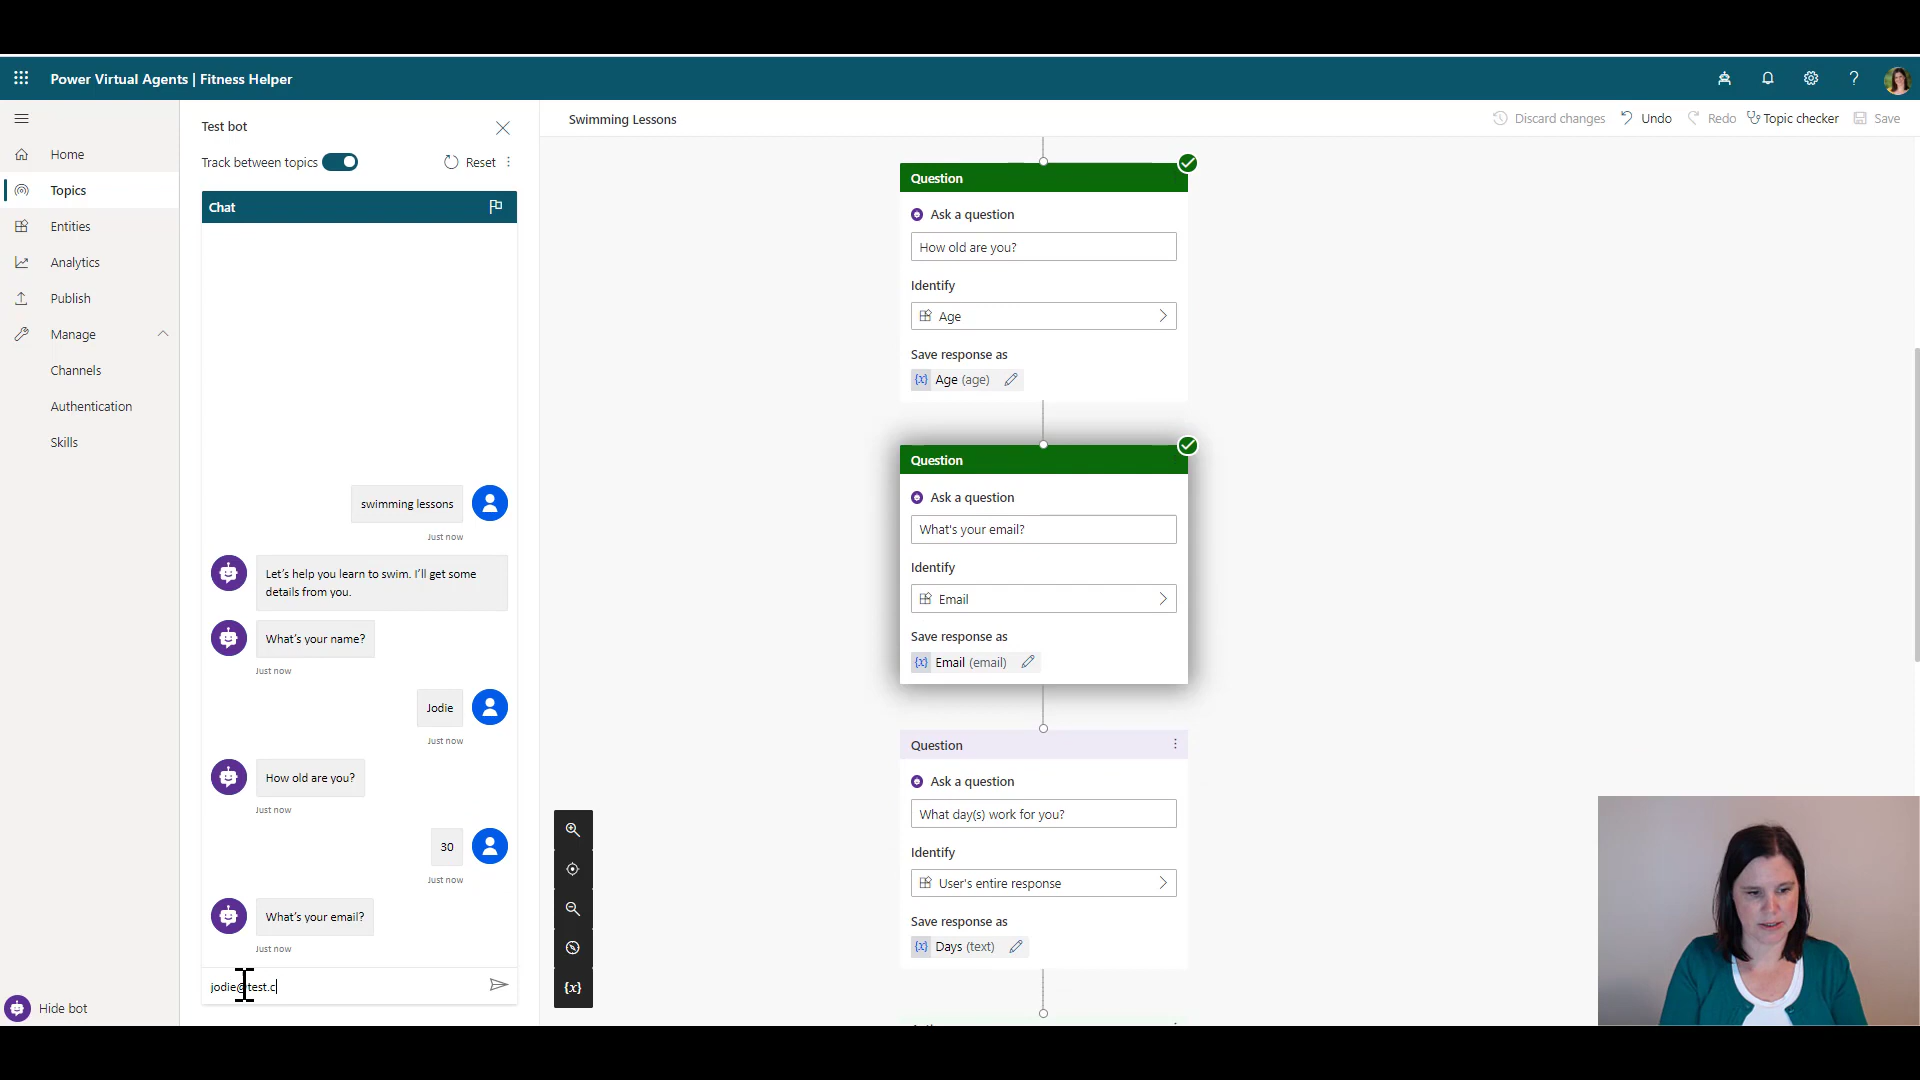 Power Virtual Agents | Fitness Helper
?
Home
Topics
Entities
Analytics
Publish
Manage
Channels
Authentication
Skills
Hide bot
Test bot
Track between topics
Reset
Chat
swimming lessons
Just now
Let's help you learn to swim. I'll get some
details from you.
What's your name?
Just now
Jodie
Just now
How old are you?
Just now
30
Just now
What's your email?
Just now
jodie@test.c
Swimming Lessons
Discard changes
Undo
Redo
Topic checker
Save
Question
Ask a question
How old are you?
Identify
Age
Save response as
{x} Age (age)
Question
Ask a question
What's your email?
Identify
Email
Save response as
{x} Email (email)
Question
Ask a question
What day(s) work for you?
Identify
User's entire response
Save response as
{x} Days (text)
{x}